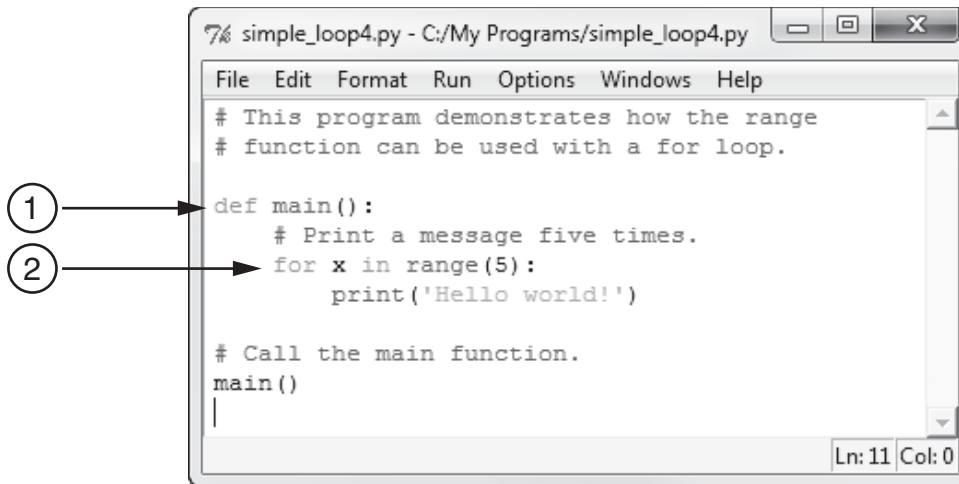 7% simple_loop4.py - C:/My Programs/simple_loop4.py
File Edit Format Run Options Windows Help
# This program demonstrates how the range
# function can be used with a for loop.
1
def main():
    # Print a message five times.
2
    for x in range(5):
        print('Hello world!')
# Call the main function.
main()
Ln: 11 Col: 0